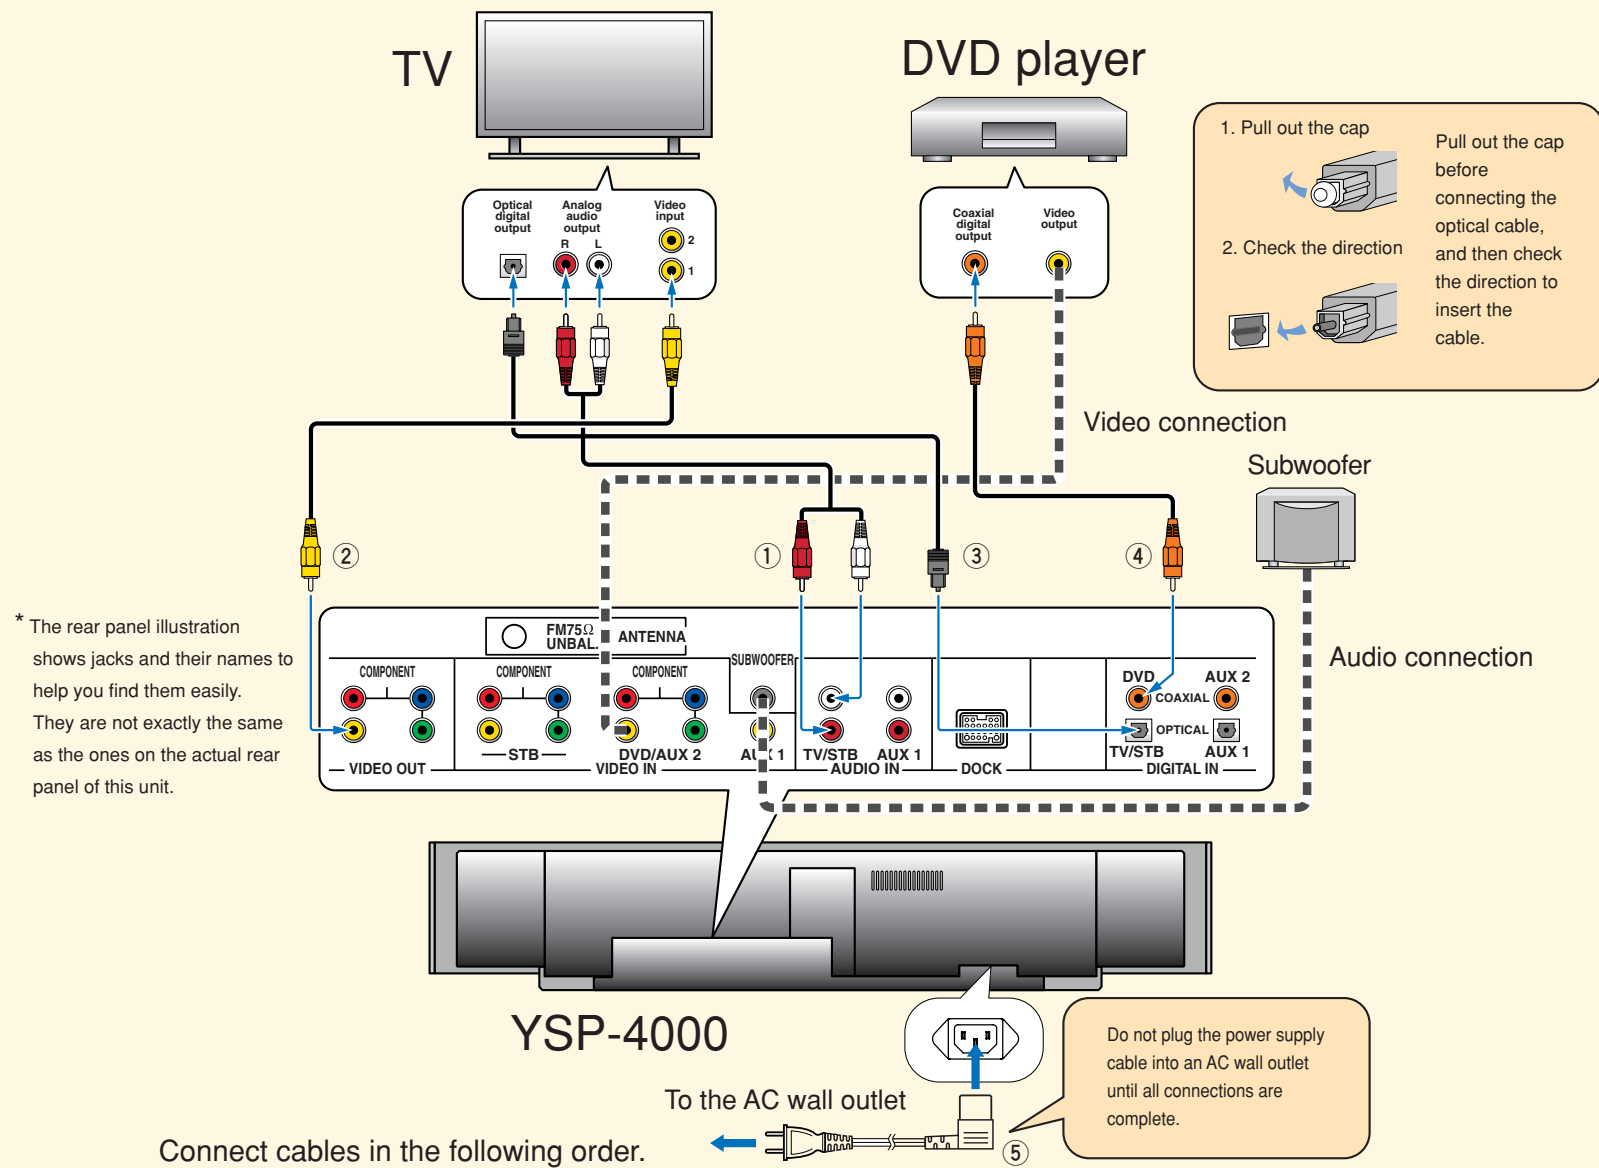 TV
DVD player
Optical
digital
output
Analog
audio
output
R L
Video
input
2
1
Coaxial
digital
output
Video
output
1. Pull out the cap
2. Check the direction
Pull out the cap
before
connecting the
optical cable,
and then check
the direction to
insert the
cable.
Video connection
Subwoofer
②
①
③
④
* The rear panel illustration
shows jacks and their names to
help you find them easily.
They are not exactly the same
as the ones on the actual rear
panel of this unit.
FM75Ω
UNBAL.
ANTENNA
COMPONENT
COMPONENT
COMPONENT
SUBWOOFER
DVD
AUX 2
COAXIAL
OPTICAL
STB
DVD/AUX 2
AUX 1
TV/STB
AUX 1
TV/STB
AUX 1
VIDEO OUT
VIDEO IN
AUDIO IN
DOCK
DIGITAL IN
Audio connection
YSP-4000
Do not plug the power supply
cable into an AC wall outlet
until all connections are
complete.
To the AC wall outlet
⑤
Connect cables in the following order.